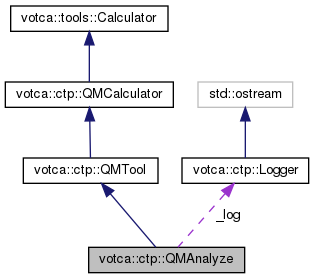 votca::tools::Calculator
votca::ctp::QMCalculator
std::ostream
votca::ctp::QMTool
votca::ctp::Logger
_log
votca::ctp::QMAnalyze